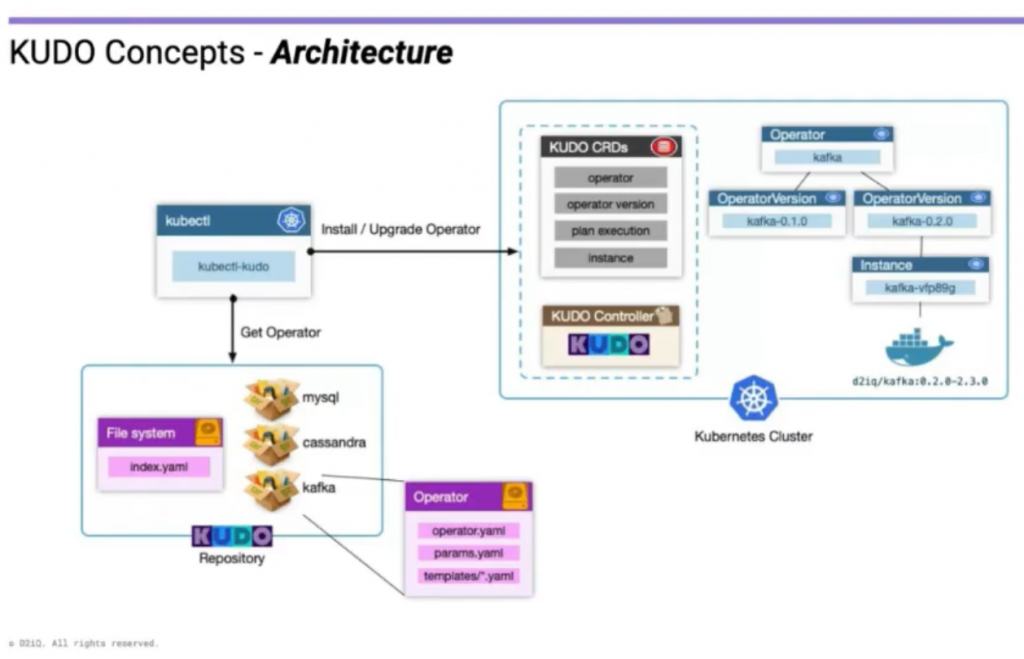 KUDO Concepts - Architecture
kubectl
kubectl-kudo
Install / Upgrade Operator
Get Operator
KUDO CRDs
operator
operator version
plan execution
instance
KUDO Controller
KUDO
Operator
kafka
OperatorVersion
kafka-0.1.0
OperatorVersion
kafka-0.2.0
Instance
kafka-vfp89g
d2iq/kafka:0.2.0-2.3.0
Kubernetes Cluster
File system
index.yaml
mysql
cassandra
kafka
KUDO
Repository
Operator
operator.yaml
params.yaml
templates/*.yaml
© D2iQ. All rights reserved.